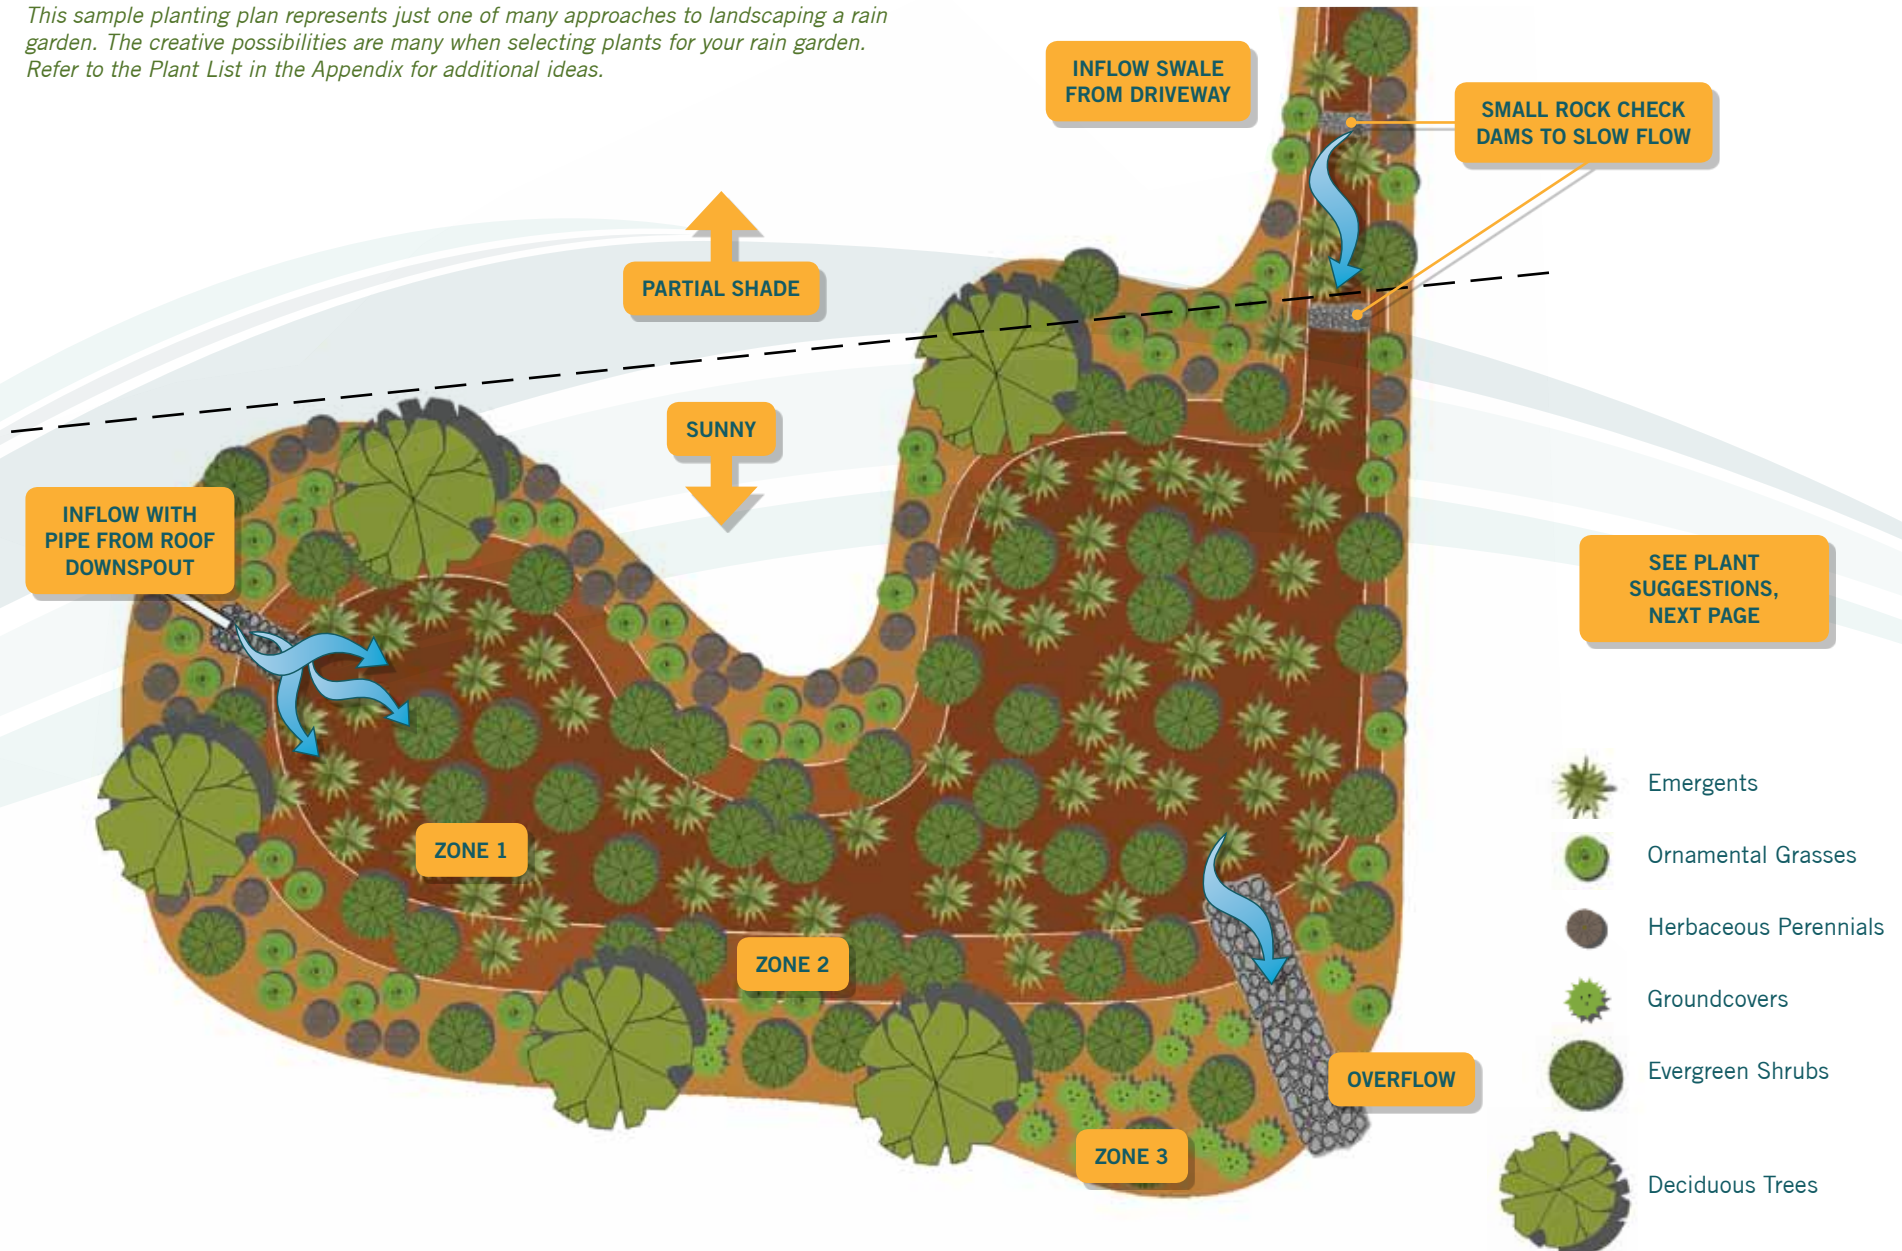 This sample planting plan represents just one of many approaches to landscaping a rain
garden. The creative possibilities are many when selecting plants for your rain garden.
Refer to the Plant List in the Appendix for additional ideas.
INFLOW SWALE
FROM DRIVEWAY
SMALL ROCK CHECK
DAMS TO SLOW FLOW
PARTIAL SHADE
SUNNY
INFLOW WITH
PIPE FROM ROOF
DOWNSPOUT
SEE PLANT
SUGGESTIONS,
NEXT PAGE
ZONE 1
ZONE 2
ZONE 3
OVERFLOW
Emergents
Ornamental Grasses
Herbaceous Perennials
Groundcovers
Evergreen Shrubs
Deciduous Trees